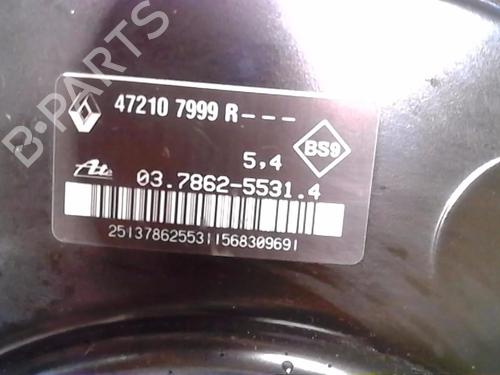 B-PARTS
47210 7999 R---
BS9
5,4
Ate
03.7862-5531.4
2513786255311568309691